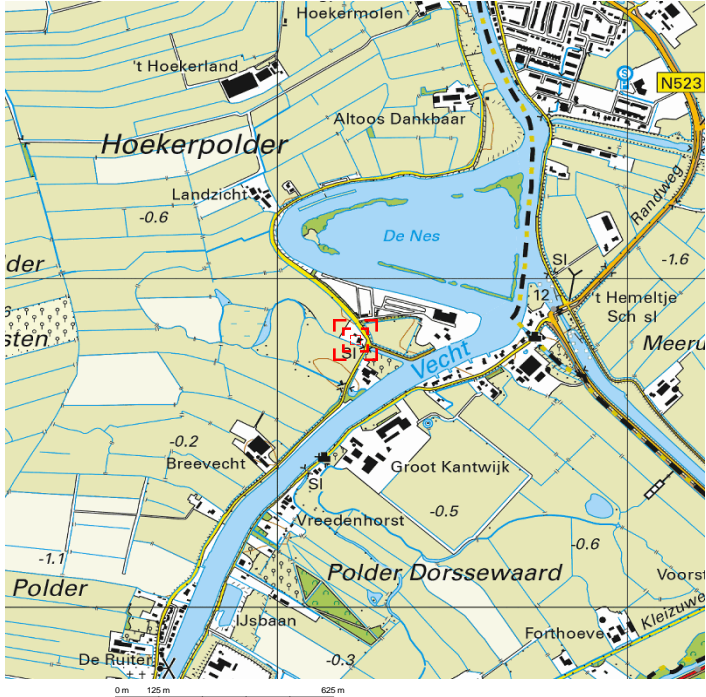 Hoekermolen
't Hoekerland
S
P
N523
Altoos Dankbaar
Hoekerpolder
Landzicht
Randweg
-0.6
De Nes
lder
Sl
-1.6
12
't Hemeltje
Sch sl
sten
Sl
Meeru
Vecht
-0.2
Breevecht
Groot Kantwijk
Sl
-0.5
Vreedenhorst
-0.6
-1.1
Polder
Polder Dorssewaard
Voorst
IJsbaan
Kleizuwe
Forthoeve
De Ruiter
-0.3
0 m 125 m 625 m